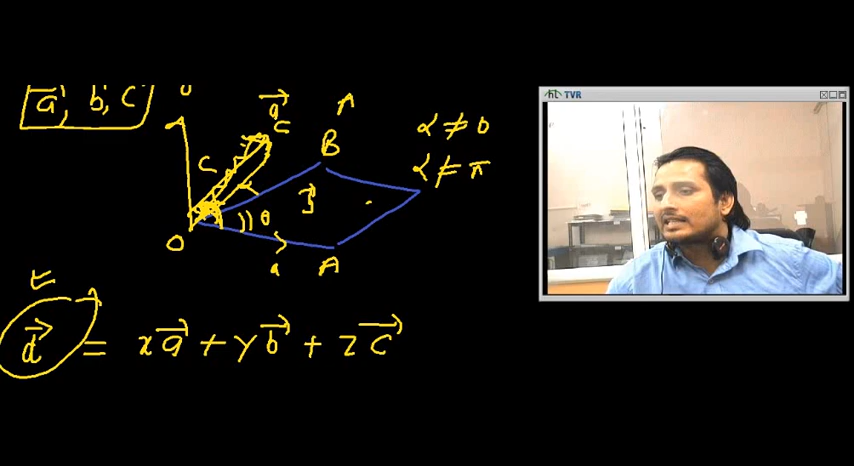 a⃗, b, c
C
c
B
α ≠ 0
α ≠ π
θ
O
a
A
d⃗ = xa⃗ + yb⃗ + zc⃗
TVR